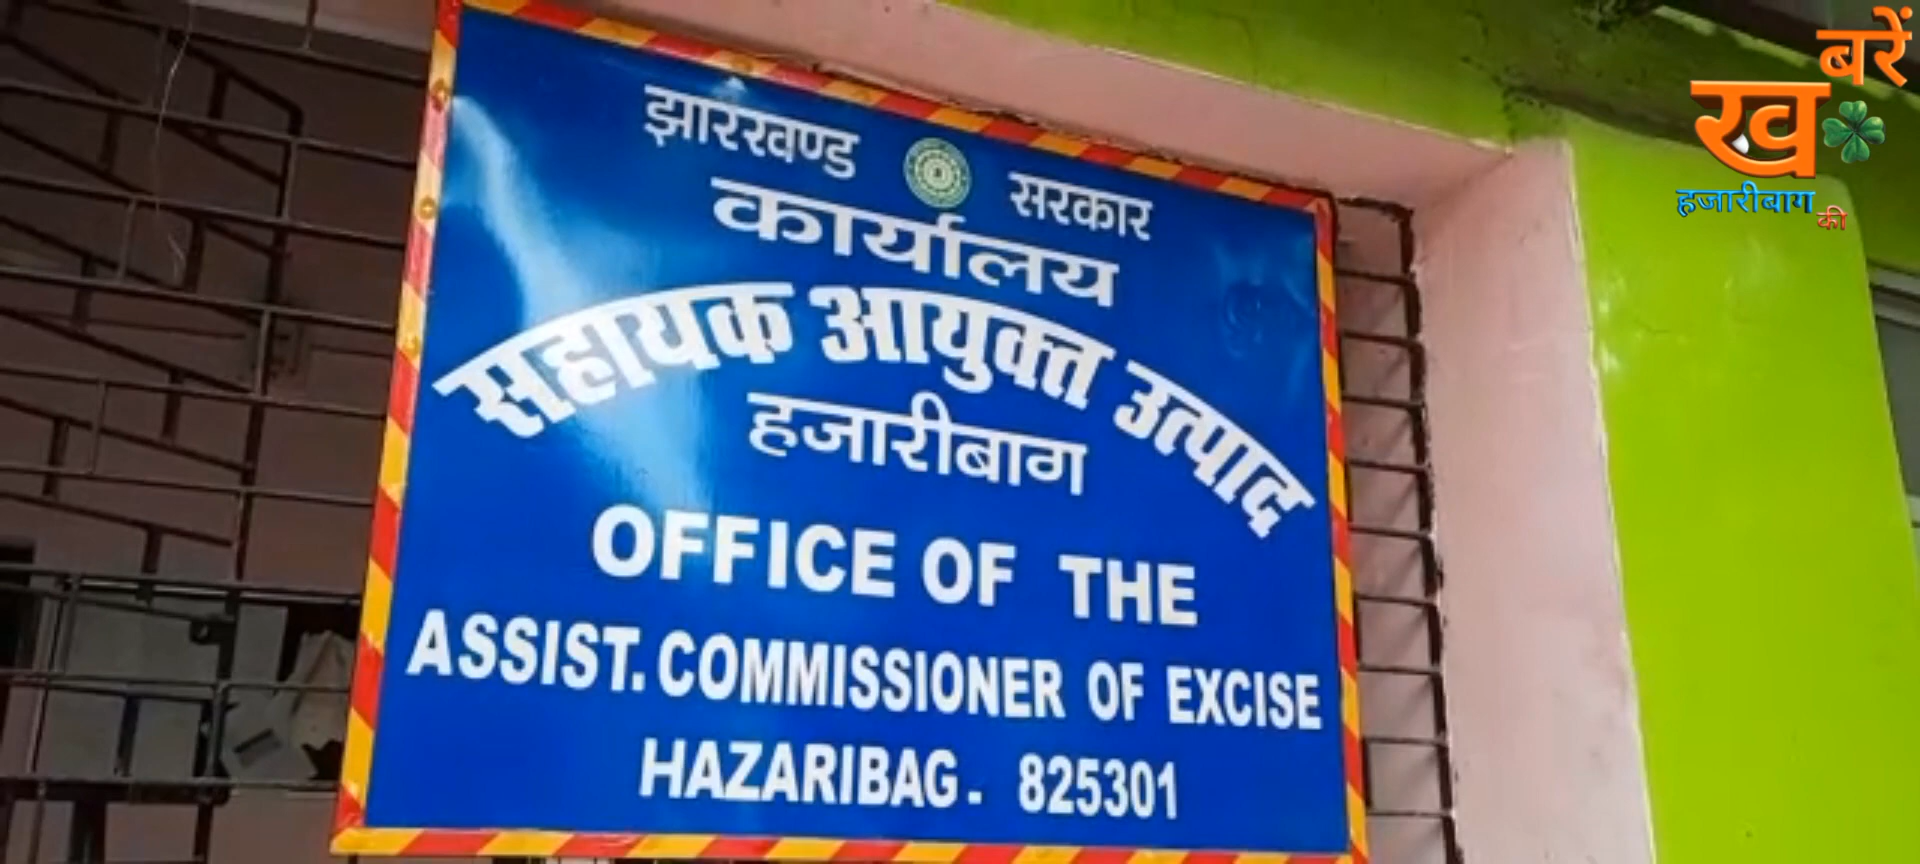 झारखण्ड सरकार
कार्यालय
सहायक आयुक्त उत्पाद
हजारीबाग
OFFICE OF THE
ASSIST. COMMISSIONER OF EXCISE
HAZARIBAG. 825301
खबरें
हजारीबाग की